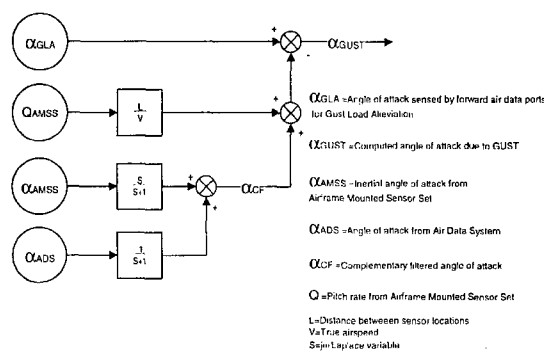 +
αGLA
αGUST
-
αGLA =Angle of attack sensed by forward air data ports
for Gust Load Alleviation
QAMSS
L
V
+
+
αGUST =Computed angle of attack due to GUST
αAMSS =Inertial angle of attack from
Airframe Mounted Sensor Set
αAMSS
S
S+1
+
αCF
+
αADS =Angle of attack from Air Data System
αADS
1
S+1
αCF =Complementary filtered angle of attack
Q =Pitch rate from Airframe Mounted Sensor Set
L=Distance betweeen sensor locations
V=True airspeed
Laplace variable